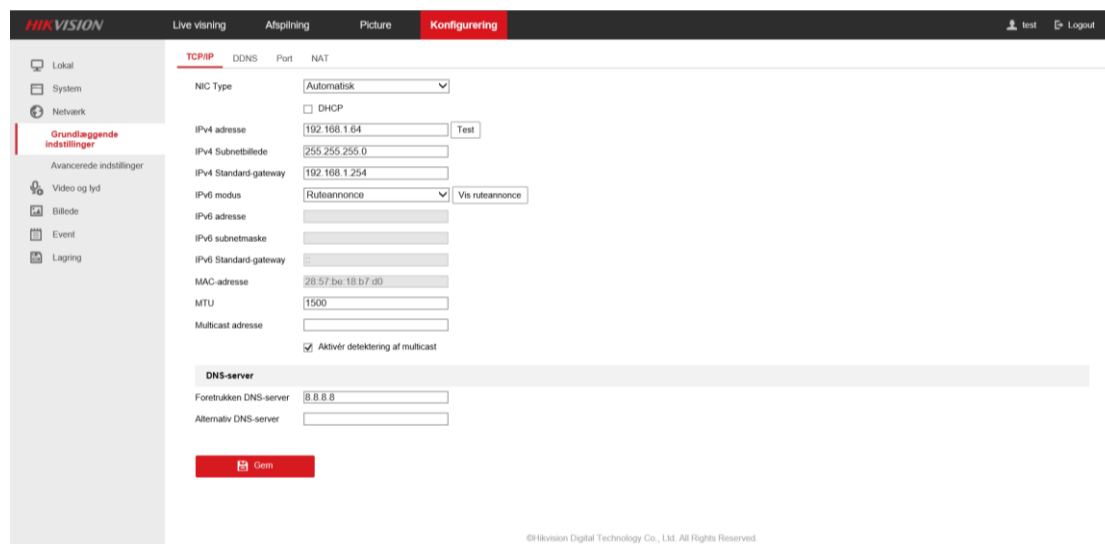 HIKVISION Live visning Afspilning Picture Konfigurering test Logout
Lokal
System
Netværk
Grundlæggende
indstillinger
Avancerede indstillinger
Video og lyd
Billede
Event
Lagring
TCP/IP DDNS Port NAT
NIC Type Automatisk
DHCP
IPv4 adresse 192.168.1.64 Test
IPv4 Subnetbillede 255.255.255.0
IPv4 Standard-gateway 192.168.1.254
IPv6 modus Ruteannonce Vis ruteannonce
IPv6 adresse
IPv6 subnetmaske
IPv6 Standard-gateway ::
MAC-adresse 28:57:be:18:b7:d0
MTU 1500
Multicast adresse
Aktivér detektering af multicast
DNS-server
Foretrukken DNS-server 8.8.8.8
Alternativ DNS-server
Gem
©Hikvision Digital Technology Co., Ltd. All Rights Reserved.